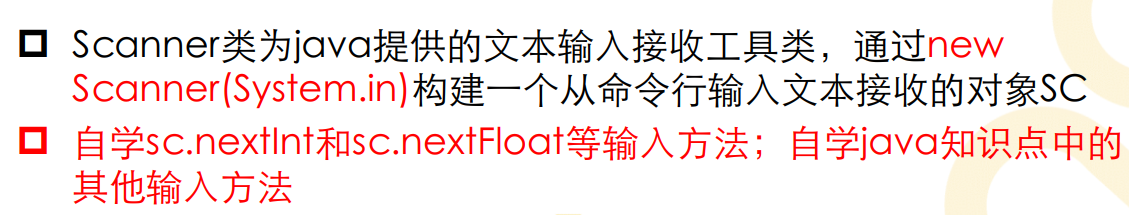 Scanner类为java提供的文本输入接收工具类，通过new
Scanner(System.in)构建一个从命令行输入文本接收的对象SC
自学sc.nextInt和sc.nextFloat等输入方法；自学java知识点中的
其他输入方法